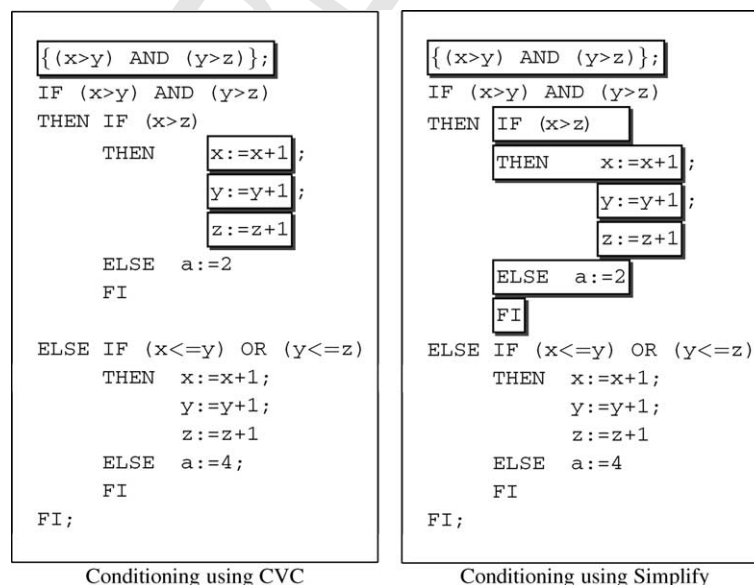 {(x>y) AND (y>z)};
IF (x>y) AND (y>z)
THEN IF (x>z)
THEN x:=x+1;
y:=y+1;
z:=z+1
ELSE a:=2
FI
ELSE IF (x<=y) OR (y<=z)
THEN x:=x+1;
y:=y+1;
z:=z+1
ELSE a:=4;
FI
FI;
Conditioning using CVC
{(x>y) AND (y>z)};
IF (x>y) AND (y>z)
THEN IF (x>z)
THEN x:=x+1;
y:=y+1;
z:=z+1
ELSE a:=2
FI
ELSE IF (x<=y) OR (y<=z)
THEN x:=x+1;
y:=y+1;
z:=z+1
ELSE a:=4
FI
FI;
Conditioning using Simplify